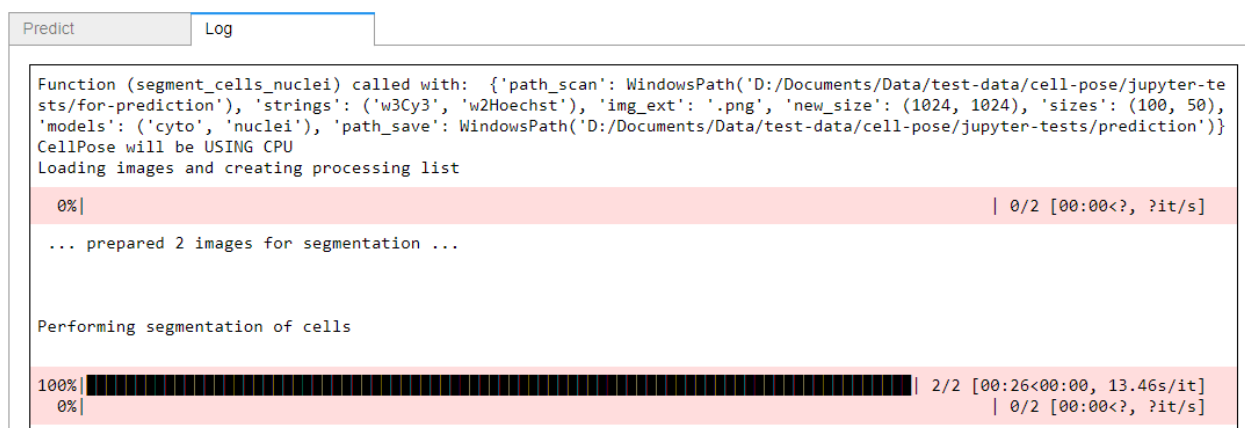 Predict
Log
Function (segment_cells_nuclei) called with:  {'path_scan': WindowsPath('D:/Documents/Data/test-data/cell-pose/jupyter-te
sts/for-prediction'), 'strings': ('w3Cy3', 'w2Hoechst'), 'img_ext': '.png', 'new_size': (1024, 1024), 'sizes': (100, 50),
'models': ('cyto', 'nuclei'), 'path_save': WindowsPath('D:/Documents/Data/test-data/cell-pose/jupyter-tests/prediction')}
CellPose will be USING CPU
Loading images and creating processing list
0%| | 0/2 [00:00<?, ?it/s]
... prepared 2 images for segmentation ...
Performing segmentation of cells
100%| | 2/2 [00:26<00:00, 13.46s/it]
0%| | 0/2 [00:00<?, ?it/s]